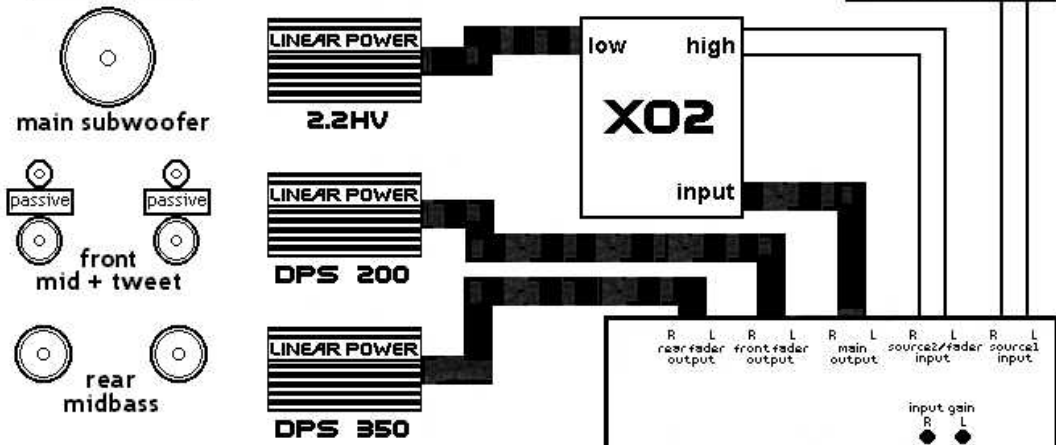 LINEAR POWER
low high
main subwoofer
2.2HV
XO2
passive passive
LINEAR POWER
input
front
mid + tweet
DPS 200
R L R L R L R L R L
rear fader output
front fader output
main output
source2/fader input
source1 input
LINEAR POWER
rear
midbass
input gain
R L
DPS 350